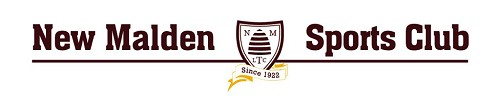 New Malden Sports Club
N M
LTC
Since 1922